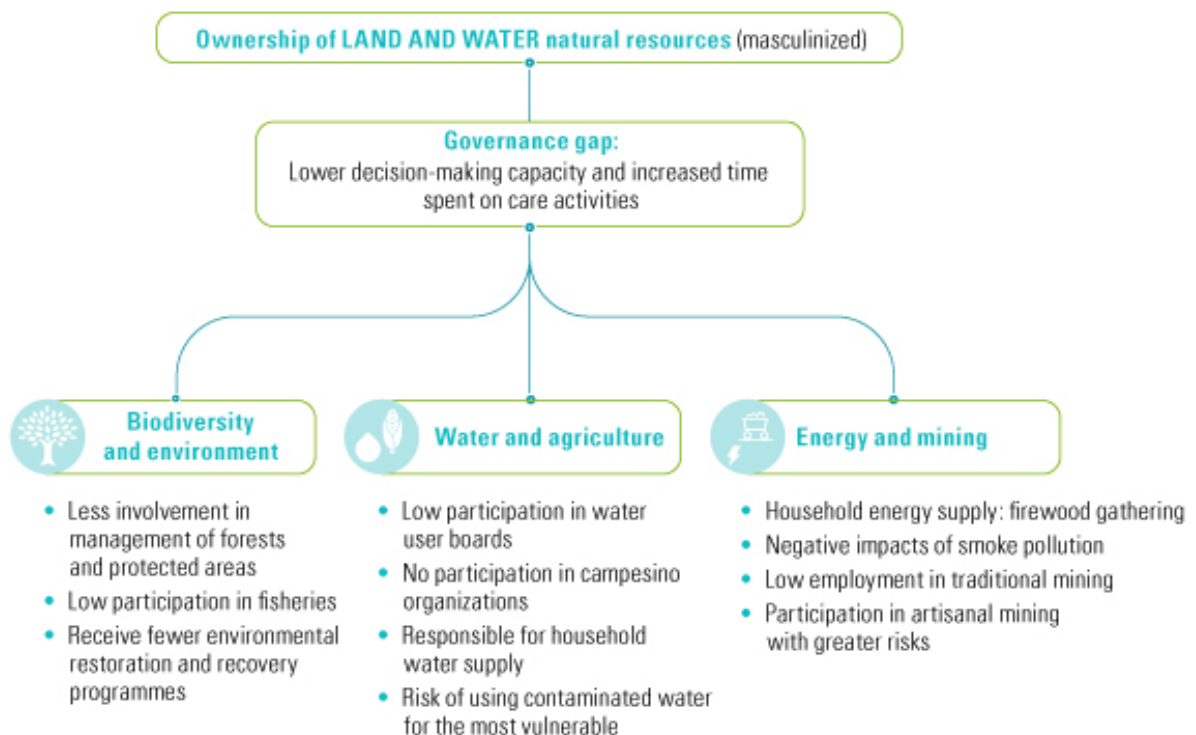 Ownership of LAND AND WATER natural resources (masculinized)
Governance gap:
Lower decision-making capacity and increased time
spent on care activities
Biodiversity
and environment
• Less involvement in
management of forests
and protected areas
• Low participation in fisheries
• Receive fewer environmental
restoration and recovery
programmes
Water and agriculture
• Low participation in water
user boards
• No participation in campesino
organizations
• Responsible for household
water supply
• Risk of using contaminated water
for the most vulnerable
Energy and mining
• Household energy supply: firewood gathering
• Negative impacts of smoke pollution
• Low employment in traditional mining
• Participation in artisanal mining
with greater risks